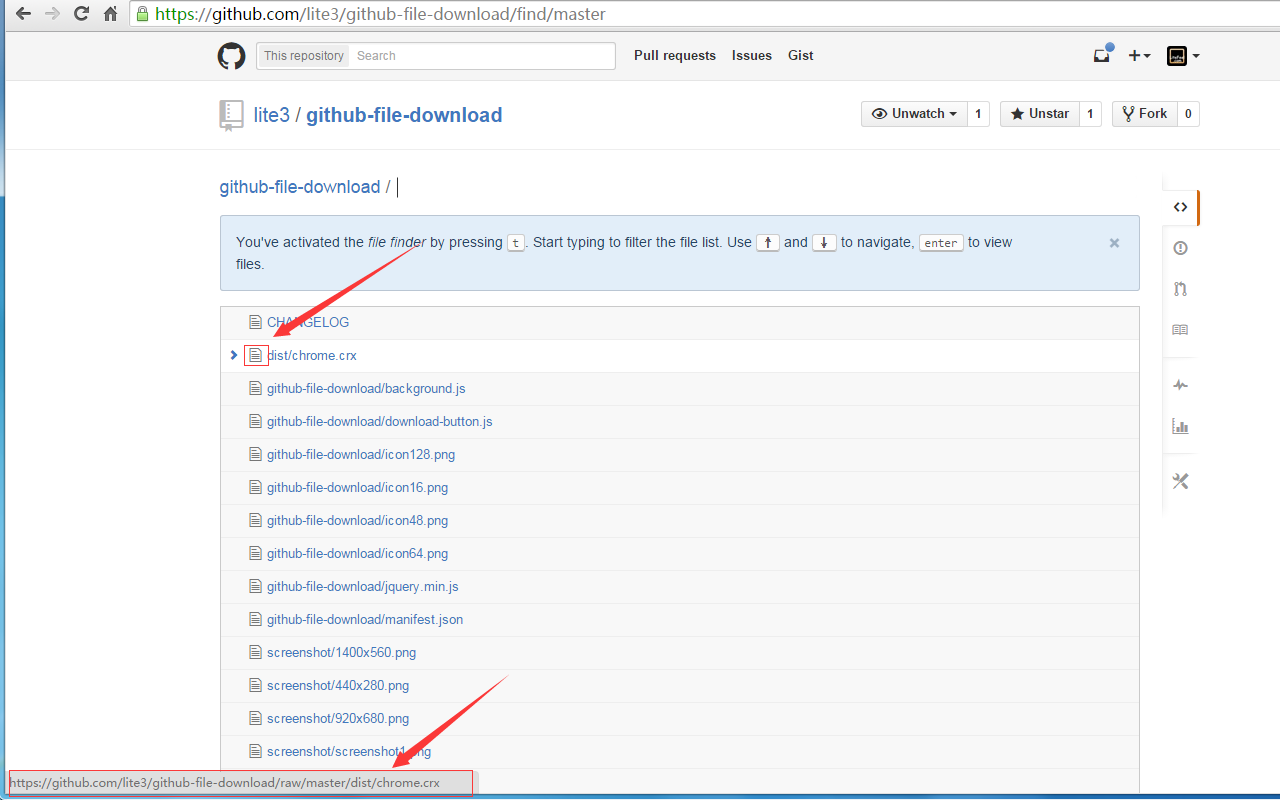 https://github.com/lite3/github-file-download/find/master
This repository Search Pull requests Issues Gist
lite3 / github-file-download Unwatch 1 Unstar 1 Fork 0
github-file-download /
You've activated the file finder by pressing t. Start typing to filter the file list. Use ↑ and ↓ to navigate, enter to view
files.
CHANGELOG
dist/chrome.crx
github-file-download/background.js
github-file-download/download-button.js
github-file-download/icon128.png
github-file-download/icon16.png
github-file-download/icon48.png
github-file-download/icon64.png
github-file-download/jquery.min.js
github-file-download/manifest.json
screenshot/1400x560.png
screenshot/440x280.png
screenshot/920x680.png
screenshot/screenshot1.png
https://github.com/lite3/github-file-download/raw/master/dist/chrome.crx